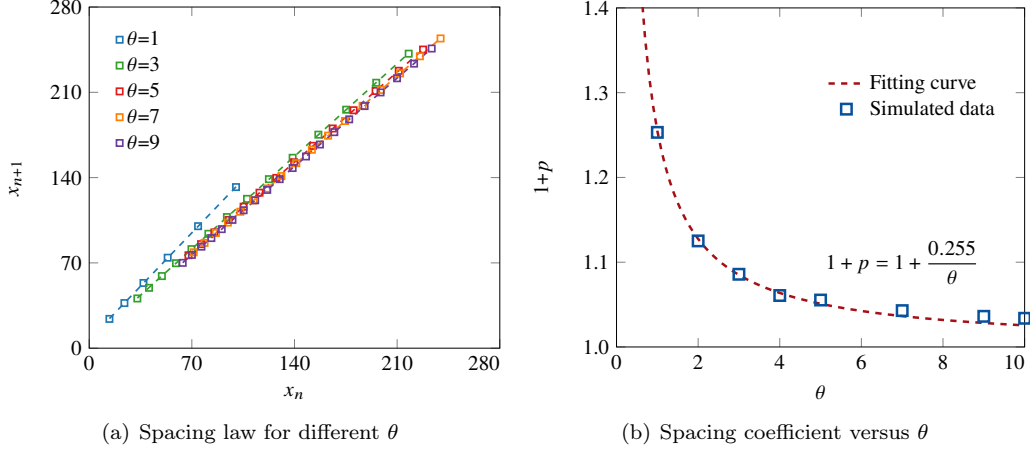 280
210
140
70
0
x_{n+1}
θ=1
θ=3
θ=5
θ=7
θ=9
0 70 140 210 280
x_n
(a) Spacing law for different θ
1.4
1.3
1.2
1.1
1.0
1+p
Fitting curve
Simulated data
1 + p = 1 + \frac{0.255}{θ}
0 2 4 6 8 10
θ
(b) Spacing coefficient versus θ